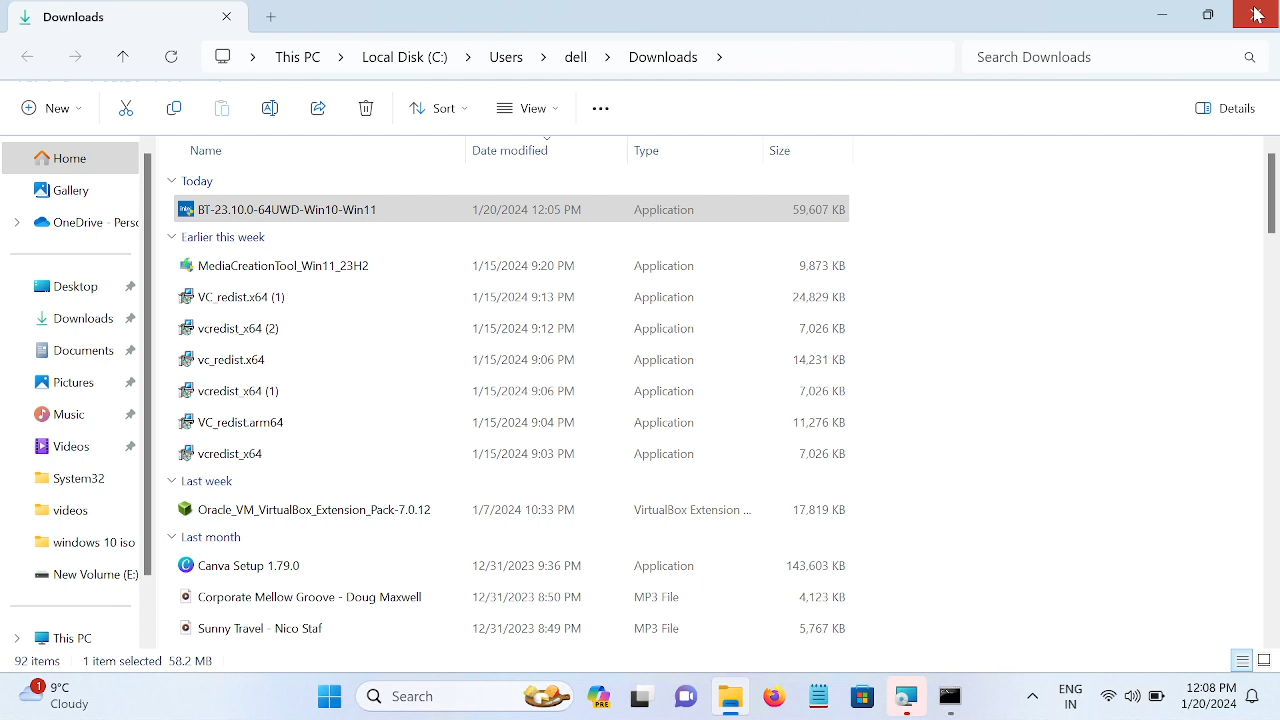 Downloads
This PC > Local Disk (C:) > Users > dell > Downloads >
Search Downloads
New
Sort
View
Details
Home
Gallery
OneDrive - Perso
Desktop
Downloads
Documents
Pictures
Music
Videos
System32
videos
windows 10 iso
New Volume (E:)
This PC
Name Date modified Type Size
Today
BT-23.10.0-64UWD-Win10-Win11 1/20/2024 12:05 PM Application 59,607 KB
Earlier this week
MediaCreationTool_Win11_23H2 1/15/2024 9:20 PM Application 9,873 KB
VC_redist.x64 (1) 1/15/2024 9:13 PM Application 24,829 KB
vcredist_x64 (2) 1/15/2024 9:12 PM Application 7,026 KB
vc_redist.x64 1/15/2024 9:06 PM Application 14,231 KB
vcredist_x64 (1) 1/15/2024 9:06 PM Application 7,026 KB
VC_redist.arm64 1/15/2024 9:04 PM Application 11,276 KB
vcredist_x64 1/15/2024 9:03 PM Application 7,026 KB
Last week
Oracle_VM_VirtualBox_Extension_Pack-7.0.12 1/7/2024 10:33 PM VirtualBox Extension ... 17,819 KB
Last month
Canva Setup 1.79.0 12/31/2023 9:36 PM Application 143,603 KB
Corporate Mellow Groove - Doug Maxwell 12/31/2023 8:50 PM MP3 File 4,123 KB
Sunny Travel - Nico Staf 12/31/2023 8:49 PM MP3 File 5,767 KB
92 items 1 item selected 58.2 MB
1
9°C
Cloudy
Search
PRE
ENG
IN
12:08 PM
1/20/2024